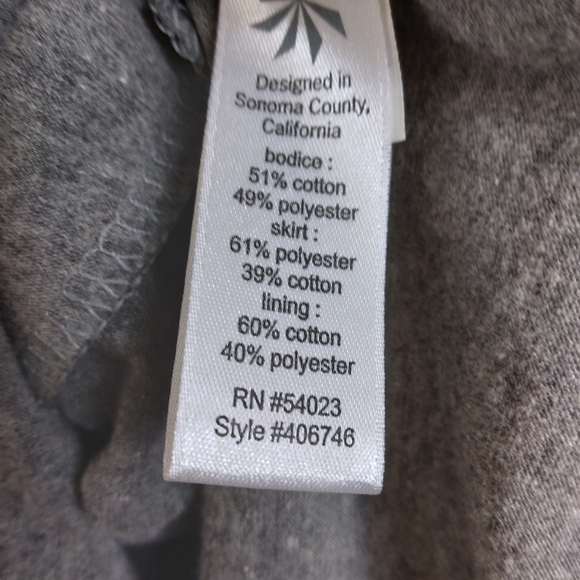 Designed in
Sonoma County,
California
bodice :
51% cotton
49% polyester
skirt :
61% polyester
39% cotton
lining :
60% cotton
40% polyester
RN #54023
Style #406746